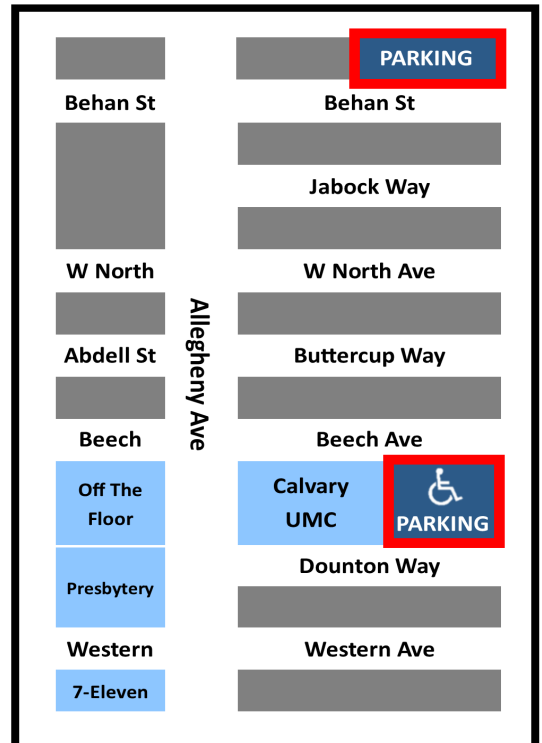 PARKING
Behan St
Behan St
Jabock Way
W North
W North Ave
Allegheny Ave
Abdell St
Buttercup Way
Beech
Beech Ave
Off The
Floor
Calvary
UMC
PARKING
Dounton Way
Presbytery
Western
Western Ave
7-Eleven